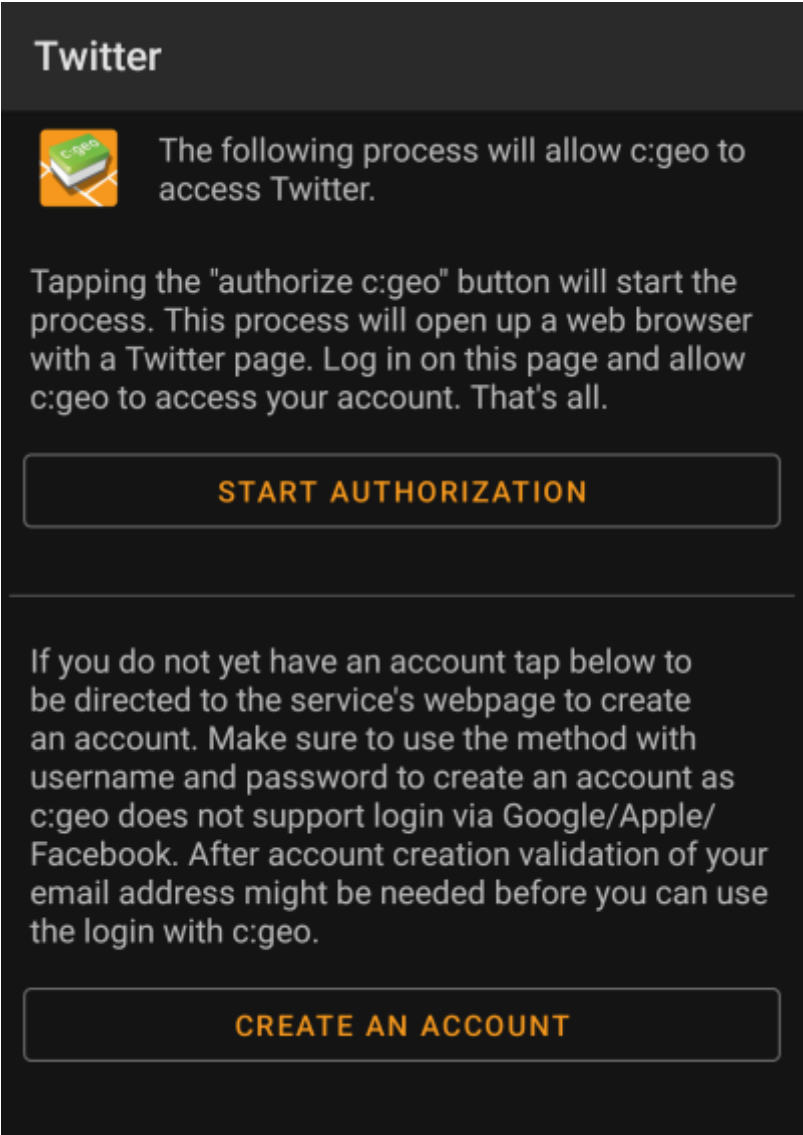 Twitter
c:geo
The following process will allow c:geo to
access Twitter.
Tapping the "authorize c:geo" button will start the
process. This process will open up a web browser
with a Twitter page. Log in on this page and allow
c:geo to access your account. That's all.
START AUTHORIZATION
If you do not yet have an account tap below to
be directed to the service's webpage to create
an account. Make sure to use the method with
username and password to create an account as
c:geo does not support login via Google/Apple/
Facebook. After account creation validation of your
email address might be needed before you can use
the login with c:geo.
CREATE AN ACCOUNT